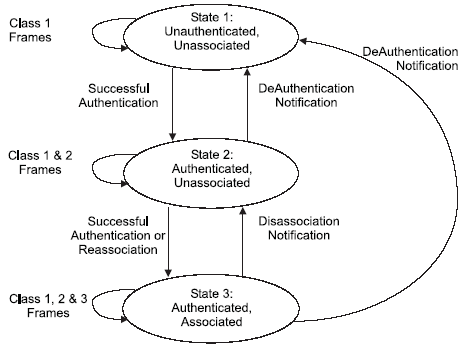 Class 1
Frames
State 1:
Unauthenticated,
Unassociated
DeAuthentication
Notification
Successful
Authentication
DeAuthentication
Notification
Class 1 & 2
Frames
State 2:
Authenticated,
Unassociated
Successful
Authentication or
Reassociation
Disassociation
Notification
Class 1, 2 & 3
Frames
State 3:
Authenticated,
Associated